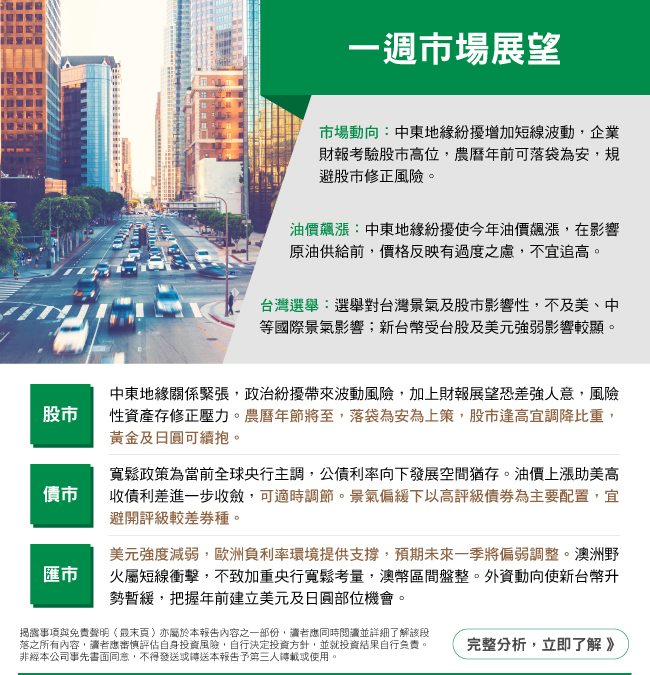 一週市場展望
市場動向：中東地緣紛擾增加短線波動，企業
財報考驗股市高位，農曆年前可落袋為安，規
避股市修正風險。
油價飆漲：中東地緣紛擾使今年油價飆漲，在影響
原油供給前，價格反映有過度之慮，不宜追高。
台灣選舉：選舉對台灣景氣及股市影響性，不及美、中
等國際景氣影響；新台幣受台股及美元強弱影響較顯。
股市
中東地緣關係緊張，政治紛擾帶來波動風險，加上財報展望恐差強人意，風險
性資產存修正壓力。農曆年節將至，落袋為安為上策，股市逢高宜調降比重，
黃金及日圓可續抱。
債市
寬鬆政策為當前全球央行主調，公債利率向下發展空間猶存。油價上漲助美高
收債利差進一步收斂，可適時調節。景氣偏緩下以高評級債券為主要配置，宜
避開評級較差券種。
匯市
美元強度減弱，歐洲負利率環境提供支撐，預期未來一季將偏弱調整。澳洲野
火屬短線衝擊，不致加重央行寬鬆考量，澳幣區間盤整。外資動向使新台幣升
勢暫緩，把握年前建立美元及日圓部位機會。
揭露事項與免責聲明（最末頁）亦屬於本報告內容之一部份，讀者應同時閱讀並詳細了解該段
落之所有內容，讀者應審慎評估自身投資風險，自行決定投資方針，並就投資結果自行負責。
非經本公司事先書面同意，不得發送或轉送本報告予第三人轉載或使用。
完整分析，立即了解 》